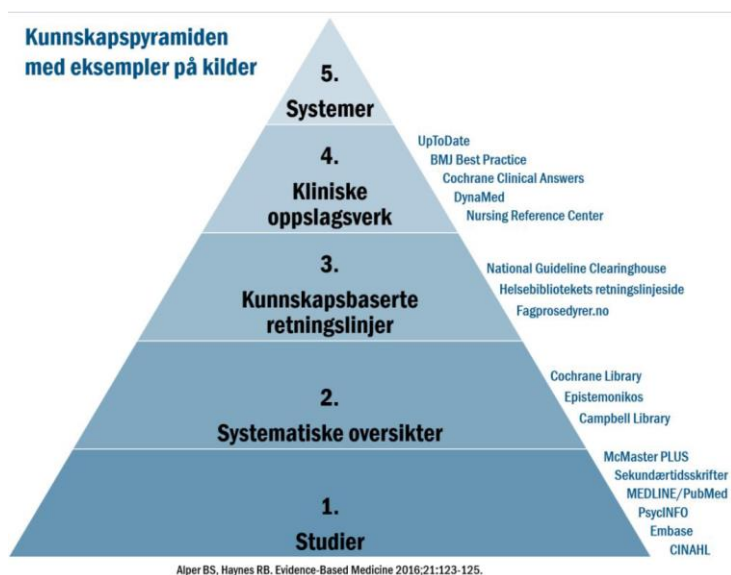 Kunnskapspyramiden
med eksempler på kilder
5.
Systemer
4.
Kliniske
oppslagsverk
UpToDate
BMJ Best Practice
Cochrane Clinical Answers
DynaMed
Nursing Reference Center
3.
Kunnskapsbaserte
retningslinjer
National Guideline Clearinghouse
Helsebibliotekets retningslinjeside
Fagprosedyrer.no
2.
Systematiske oversikter
Cochrane Library
Epistemonikos
Campbell Library
1.
Studier
McMaster PLUS
Sekundærtidsskrifter
MEDLINE/PubMed
PsycINFO
Embase
CINAHL
Alper BS, Haynes RB. Evidence-Based Medicine 2016;21:123-125.